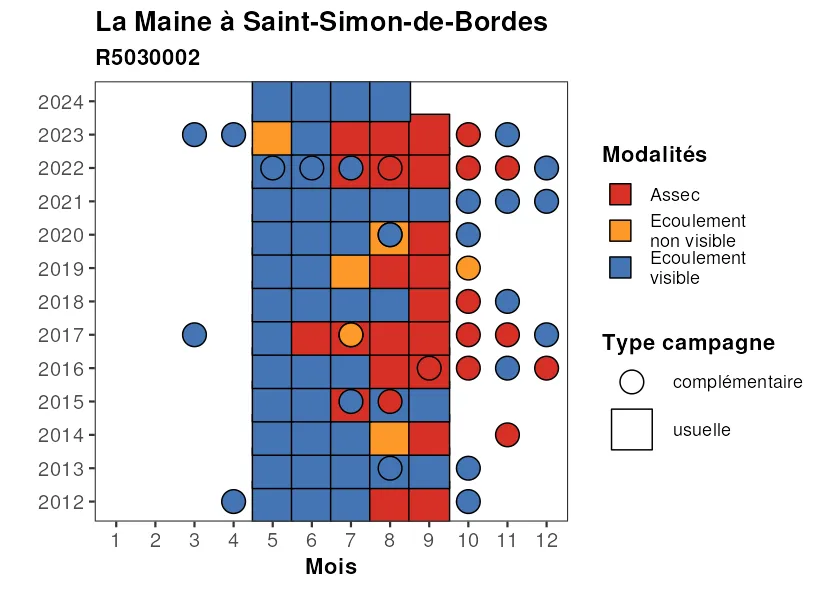 La Maine à Saint-Simon-de-Bordes
R5030002
2024
2023
2022
2021
2020
2019
2018
2017
2016
2015
2014
2013
2012
1 2 3 4 5 6 7 8 9 10 11 12
Mois
Modalités
Assec
Ecoulement
non visible
Ecoulement
visible
Type campagne
complémentaire
usuelle